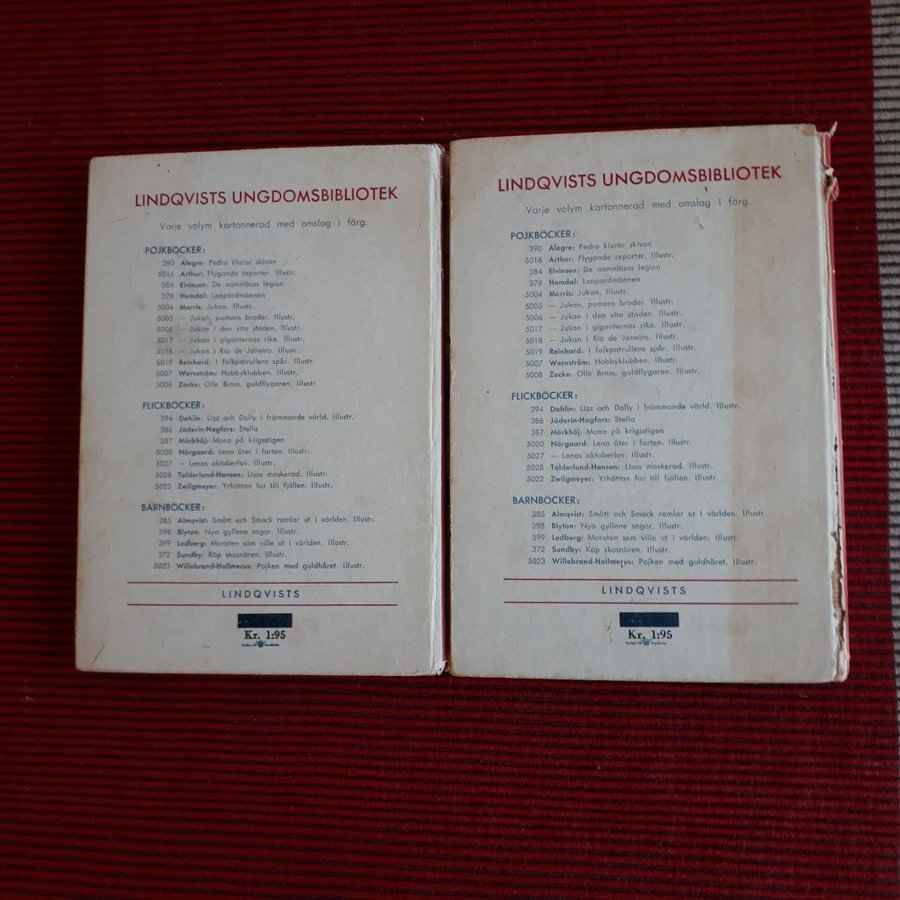 LINDQVISTS UNGDOMSBIBLIOTEK
Varje volym kartonnerad med omslag i färg.
POJKBÖCKER:
390 Alegre: Pedro klarar skivan
5016 Arthur: Flygande reporter. Illustr.
384 Elvinsen: De namnlösas legion
378 Hemdal: Leopardmännen
5004 Morris: Jukan. Illustr.
5005 — Jukan, pumans broder. Illustr.
5006 — Jukan i den vita staden. Illustr.
5017 — Jukan i giganternas rike. Illustr.
5018 — Jukan i Rio de Janeiro. Illustr.
5019 Reinhard: I falkpatrullens spår. Illustr.
5007 Wernström: Hobbyklubben. Illustr.
5008 Zacke: Olle Brass, guldflygaren. Illustr.
FLICKBÖCKER:
394 Dahlin: Lizz och Dolly i främmande värld. Illustr.
386 Jäderin-Hagfors: Stella
387 Mörkhöj: Mona på krigsstigen
5020 Nörgaard: Lena åter i farten. Illustr.
5027 — Lenas oktoberlov. Illustr.
5028 Tolderlund-Hansen: Lisas maskerad. Illustr.
5022 Zwilgmeyer: Yrhättan far till fjällen. Illustr.
BARNBÖCKER:
385 Almqvist: Smått och Smack ramlar ut i världen. Illustr.
398 Blyton: Nya gyllene sagor. Illustr.
399 Ledberg: Moroten som ville ut i världen. Illustr.
372 Sundby: Köp skosnören. Illustr.
5023 Willebrand-Hollmerus: Pojken med guldhåret. Illustr.
LINDQVISTS
Kr. 1:95
LINDQVISTS UNGDOMSBIBLIOTEK
Varje volym kartonnerad med omslag i färg.
POJKBÖCKER:
390 Alegre: Pedro klarar skivan
5016 Arthur: Flygande reporter. Illustr.
384 Elvinsen: De namnlösas legion
378 Hemdal: Leopardmännen
5004 Morris: Jukan. Illustr.
5005 — Jukan, pumans broder. Illustr.
5006 — Jukan i den vita staden. Illustr.
5017 — Jukan i giganternas rike. Illustr.
5018 — Jukan i Rio de Janeiro. Illustr.
5019 Reinhard: I falkpatrullens spår. Illustr.
5007 Wernström: Hobbyklubben. Illustr.
5008 Zacke: Olle Brass, guldflygaren. Illustr.
FLICKBÖCKER:
394 Dahlin: Lizz och Dolly i främmande värld. Illustr.
386 Jäderin-Hagfors: Stella
387 Mörkhöj: Mona på krigsstigen
5020 Nörgaard: Lena åter i farten. Illustr.
5027 — Lenas oktoberlov. Illustr.
5028 Tolderlund-Hansen: Lisas maskerad. Illustr.
5022 Zwilgmeyer: Yrhättan far till fjällen. Illustr.
BARNBÖCKER:
385 Almqvist: Smått och Smack ramlar ut i världen. Illustr.
398 Blyton: Nya gyllene sagor. Illustr.
399 Ledberg: Moroten som ville ut i världen. Illustr.
372 Sundby: Köp skosnören. Illustr.
5023 Willebrand-Hollmerus: Pojken med guldhåret. Illustr.
LINDQVISTS
Kr. 1:95